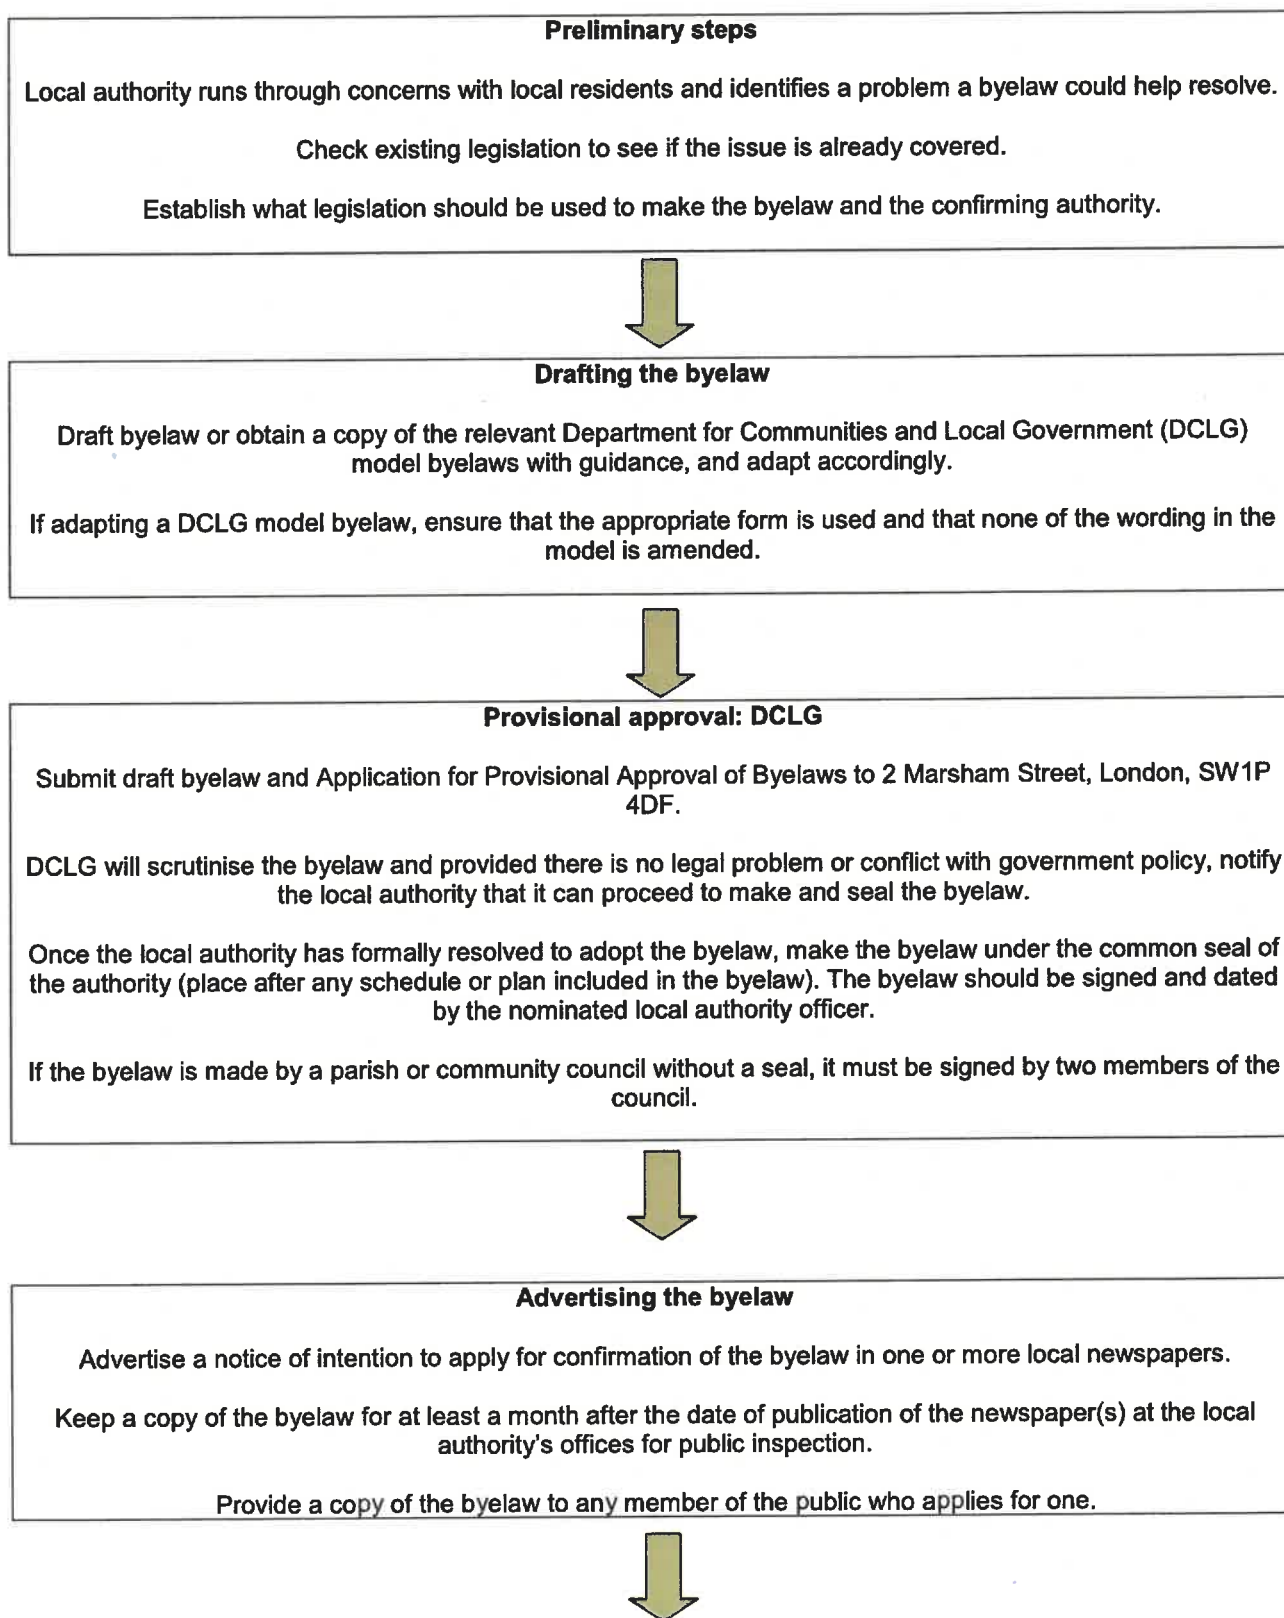 Preliminary steps
Local authority runs through concerns with local residents and identifies a problem a byelaw could help resolve.
Check existing legislation to see if the issue is already covered.
Establish what legislation should be used to make the byelaw and the confirming authority.
Drafting the byelaw
Draft byelaw or obtain a copy of the relevant Department for Communities and Local Government (DCLG)
model byelaws with guidance, and adapt accordingly.
If adapting a DCLG model byelaw, ensure that the appropriate form is used and that none of the wording in the
model is amended.
Provisional approval: DCLG
Submit draft byelaw and Application for Provisional Approval of Byelaws to 2 Marsham Street, London, SW1P
4DF.
DCLG will scrutinise the byelaw and provided there is no legal problem or conflict with government policy, notify
the local authority that it can proceed to make and seal the byelaw.
Once the local authority has formally resolved to adopt the byelaw, make the byelaw under the common seal of
the authority (place after any schedule or plan included in the byelaw). The byelaw should be signed and dated
by the nominated local authority officer.
If the byelaw is made by a parish or community council without a seal, it must be signed by two members of the
council.
Advertising the byelaw
Advertise a notice of intention to apply for confirmation of the byelaw in one or more local newspapers.
Keep a copy of the byelaw for at least a month after the date of publication of the newspaper(s) at the local
authority's offices for public inspection.
Provide a copy of the byelaw to any member of the public who applies for one.